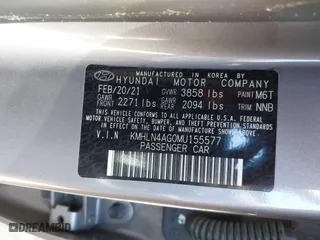 MANUFACTURED IN KOREA BY
HYUNDAI MOTOR COMPANY
FEB/20/21 GVWR 3858 lbs PAINT M6T
GAWR FRONT 2271 lbs GAWR REAR 2094 lbs TRIM NNB
THIS VEHICLE CONFORMS TO ALL APPLICABLE
U.S. FEDERAL MOTOR VEHICLE SAFETY, BUMPER,
AND THEFT PREVENTION STANDARDS IN EFFECT
ON THE DATE OF MANUFACTURE SHOWN ABOVE.
V.I.N KMHLN4AG0MU155577
PASSENGER CAR
© DREAMBID